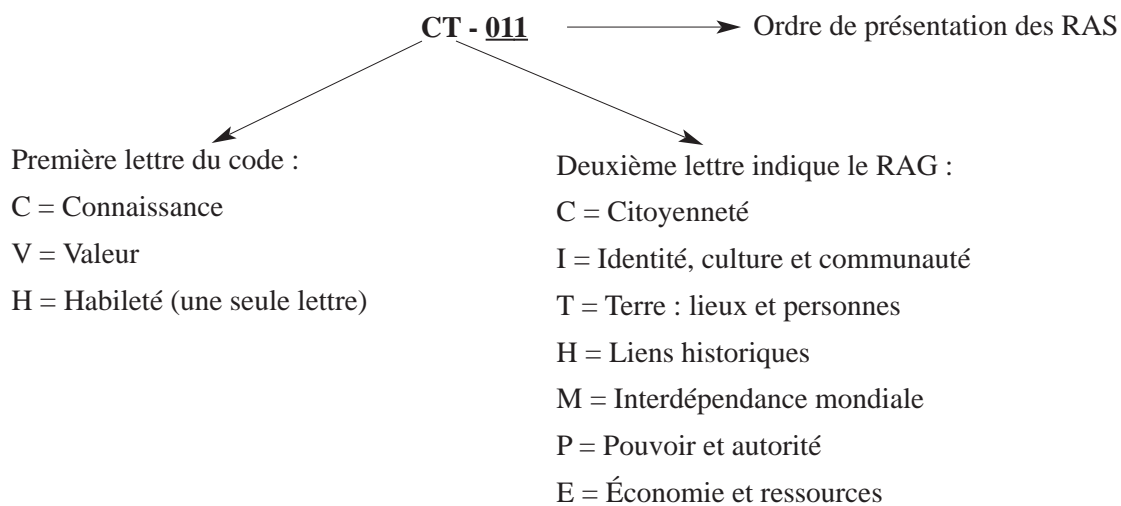 CT - 011
Ordre de présentation des RAS
Première lettre du code :
C = Connaissance
V = Valeur
H = Habileté (une seule lettre)
Deuxième lettre indique le RAG :
C = Citoyenneté
I = Identité, culture et communauté
T = Terre : lieux et personnes
H = Liens historiques
M = Interdépendance mondiale
P = Pouvoir et autorité
E = Économie et ressources